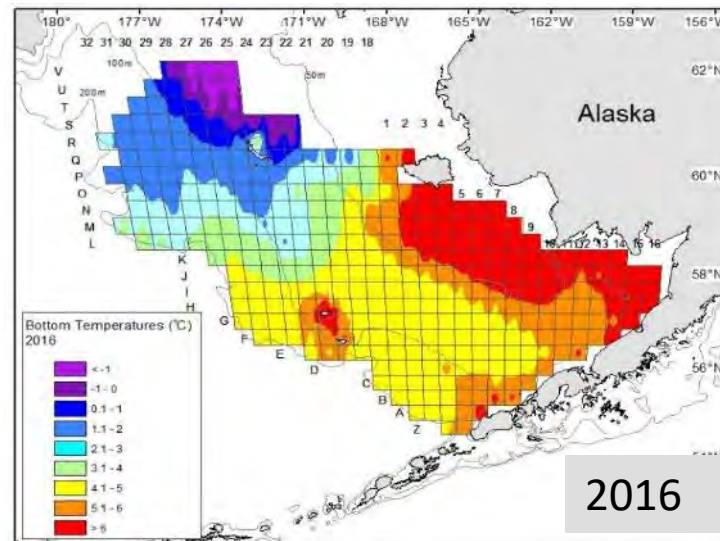 180° 177°W 174°W 171°W 168°W 165°W 162°W 159°W 156°W
32 31 30 29 28 27 26 25 24 23 22 21 20 19 18
100m
50m
200m
V
U
T
S
R
Q
P
O
N
M
L
K
J
I
H
G
F
E
D
C
B
A
Z
1 2 3 4
5 6 7
8
9
10 11 12 13 14 15 16
Alaska
62°N
60°N
58°N
56°N
Bottom Temperatures (°C)
2016
< -1
-1 - 0
0.1 - 1
1.1 - 2
2.1 - 3
3.1 - 4
4.1 - 5
5.1 - 6
> 6
2016